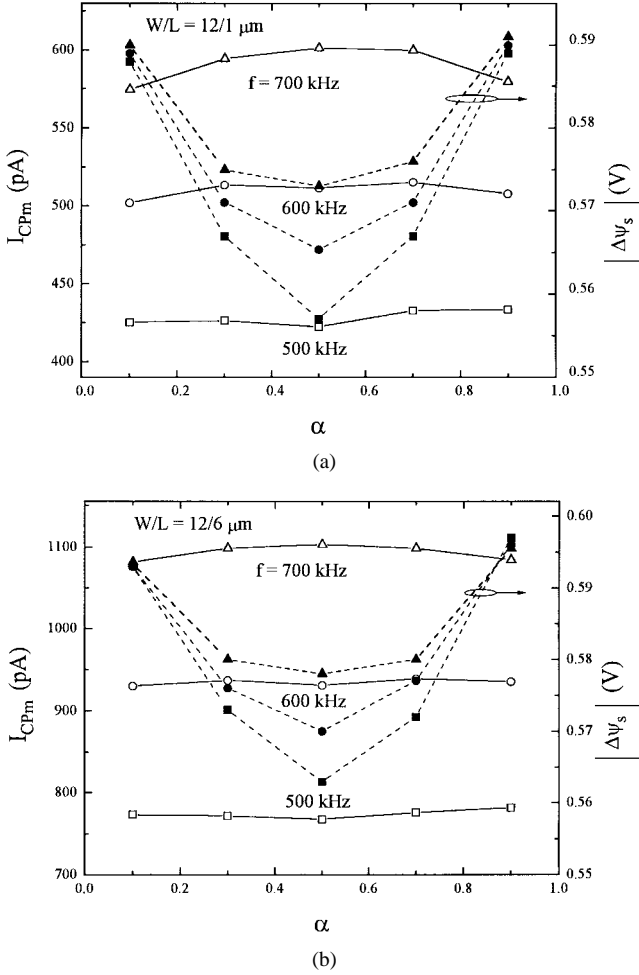 W/L = 12/1 μm
600
575
550
525
500
475
450
425
400
I_CPm (pA)
f = 700 kHz
600 kHz
500 kHz
0.59
0.58
0.57
0.56
0.55
|Δψ_s| (V)
0.0 0.2 0.4 0.6 0.8 1.0
α
(a)
W/L = 12/6 μm
1100
1000
900
800
700
I_CPm (pA)
f = 700 kHz
600 kHz
500 kHz
0.60
0.59
0.58
0.57
0.56
0.55
|Δψ_s| (V)
0.0 0.2 0.4 0.6 0.8 1.0
α
(b)